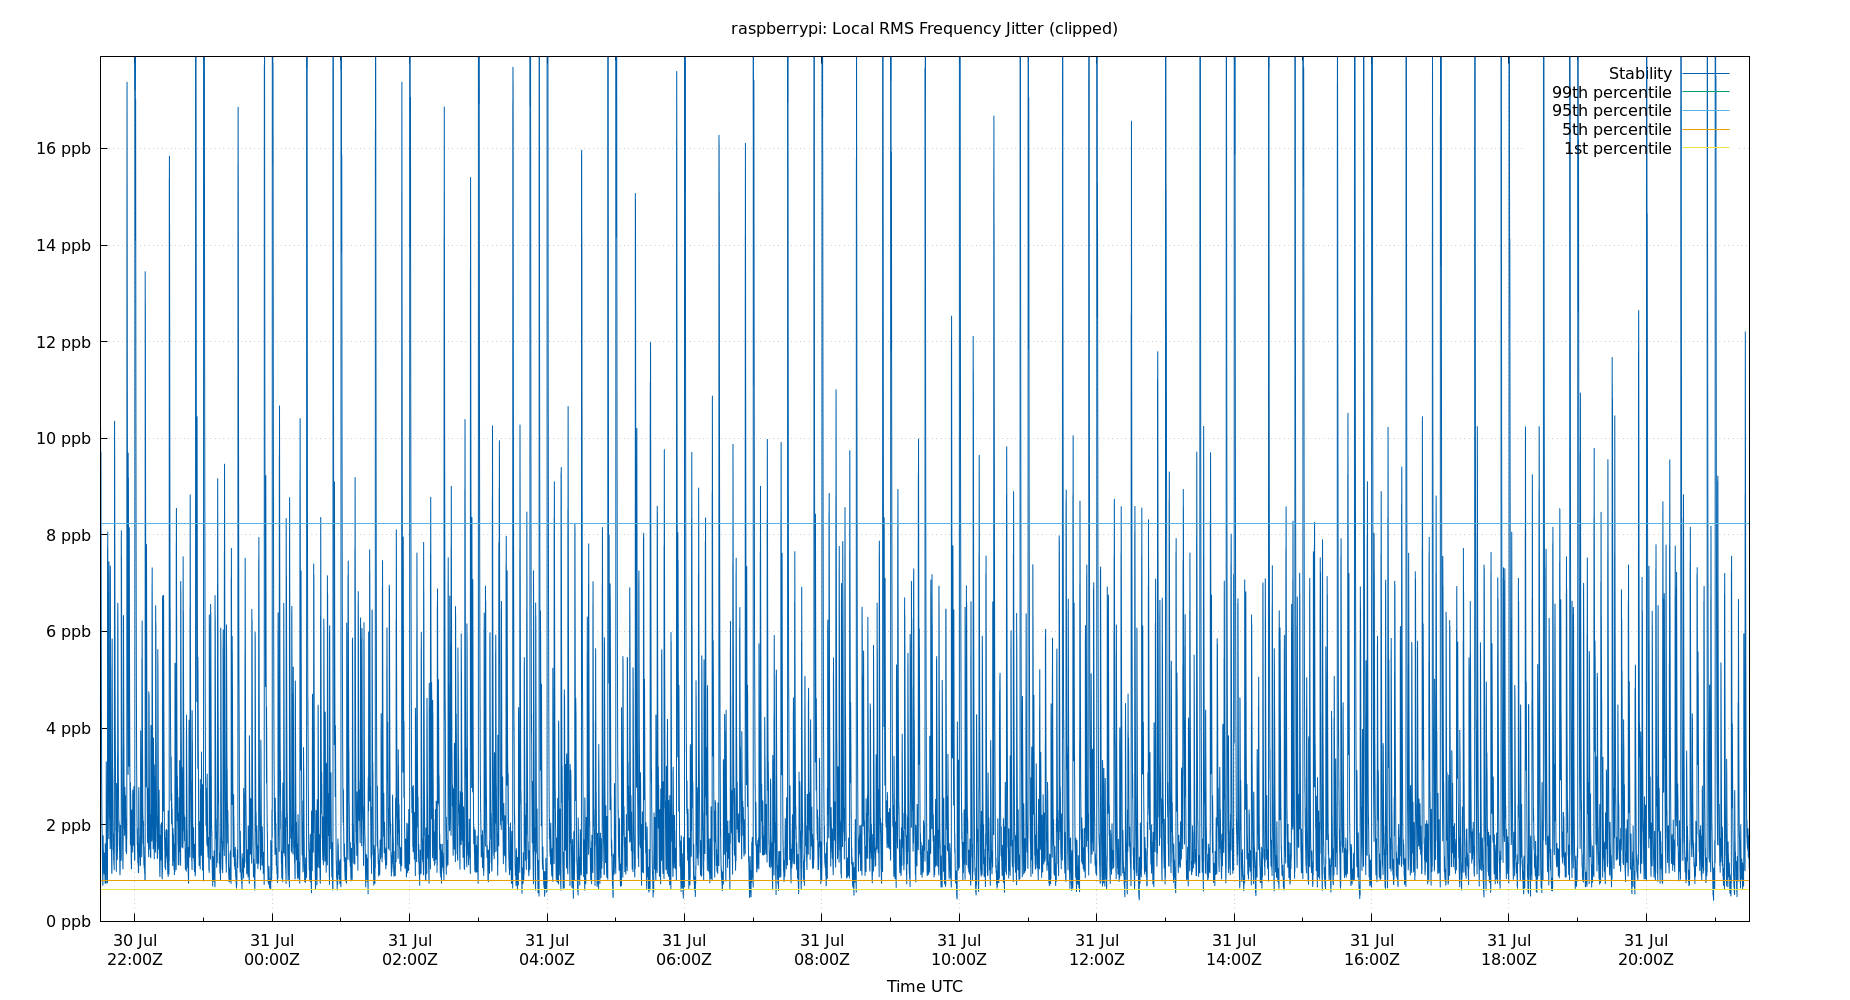 raspberrypi: Local RMS Frequency Jitter (clipped)
Stability
99th percentile
95th percentile
5th percentile
1st percentile
16 ppb
14 ppb
12 ppb
10 ppb
8 ppb
6 ppb
4 ppb
2 ppb
0 ppb
30 Jul 31 Jul 31 Jul 31 Jul 31 Jul 31 Jul 31 Jul 31 Jul 31 Jul 31 Jul 31 Jul 31 Jul
22:00Z 00:00Z 02:00Z 04:00Z 06:00Z 08:00Z 10:00Z 12:00Z 14:00Z 16:00Z 18:00Z 20:00Z
Time UTC